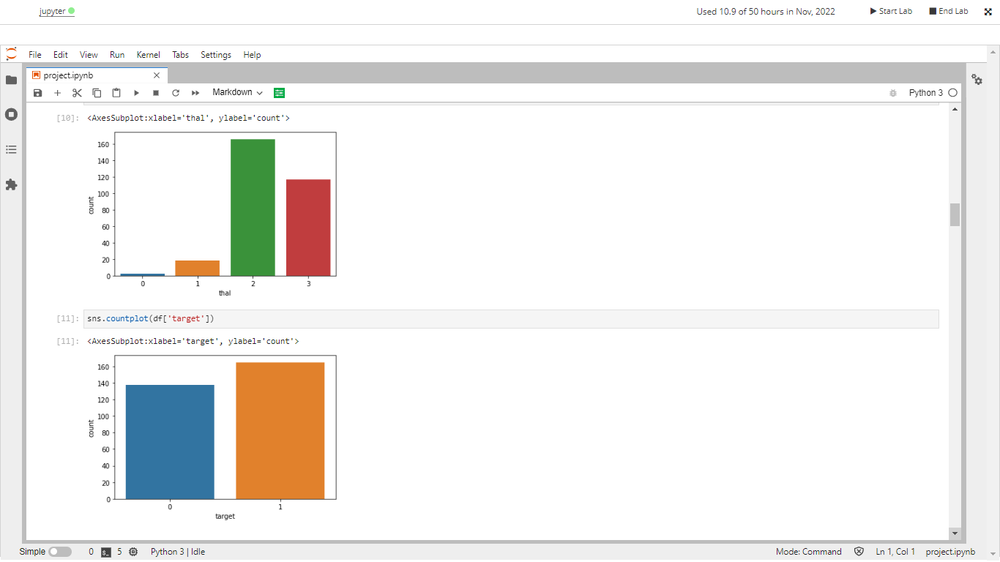 jupyter
Used 10.9 of 50 hours in Nov, 2022
Start Lab
End Lab
File Edit View Run Kernel Tabs Settings Help
project.ipynb
Markdown
Python 3
[10]: <AxesSubplot:xlabel='thal', ylabel='count'>
160
140
120
100
80
60
40
20
0
count
0 1 2 3
thal
[11]: sns.countplot(df['target'])
[11]: <AxesSubplot:xlabel='target', ylabel='count'>
160
140
120
100
80
60
40
20
0
count
0 1
target
Simple 0 $_ 5 Python 3 | Idle Mode: Command Ln 1, Col 1 project.ipynb